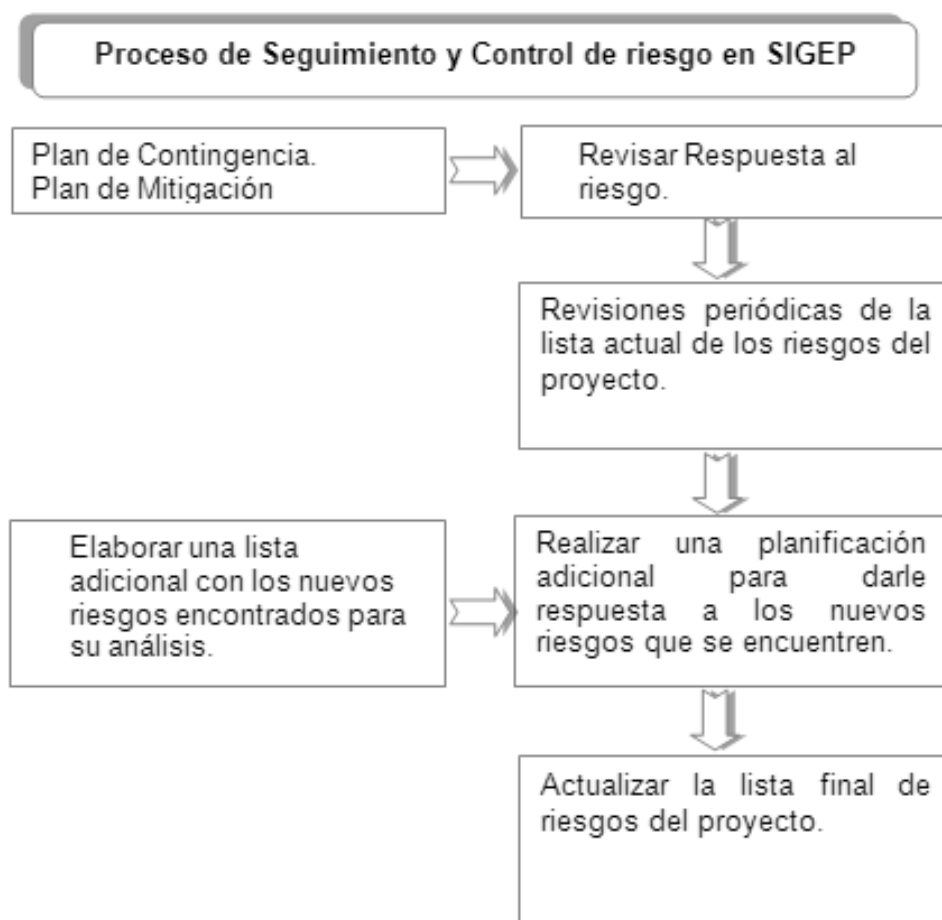 Proceso de Seguimiento y Control de riesgo en SIGEP
Plan de Contingencia.
Plan de Mitigación
Revisar Respuesta al
riesgo.
Revisiones periódicas de la
lista actual de los riesgos del
proyecto.
Elaborar una lista
adicional con los nuevos
riesgos encontrados para
su análisis.
Realizar una planificación
adicional para darle
respuesta a los nuevos
riesgos que se encuentren.
Actualizar la lista final de
riesgos del proyecto.